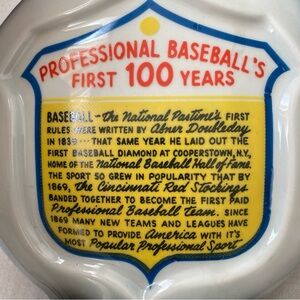 PROFESSIONAL BASEBALL'S
FIRST 100 YEARS
BASEBALL - the National Pastime's FIRST
RULES WERE WRITTEN BY Abner Doubleday
IN 1839 -- THAT SAME YEAR HE LAID OUT THE
FIRST BASEBALL DIAMOND AT COOPERSTOWN, N.Y.,
HOME OF THE National Baseball Hall of Fame.
THE SPORT SO GREW IN POPULARITY THAT BY
1869, the Cincinnati Red Stockings
BANDED TOGETHER TO BECOME THE FIRST PAID
Professional Baseball Team. SINCE
1869 MANY NEW TEAMS AND LEAGUES HAVE
FORMED TO PROVIDE America WITH IT'S
MOST Popular Professional Sport